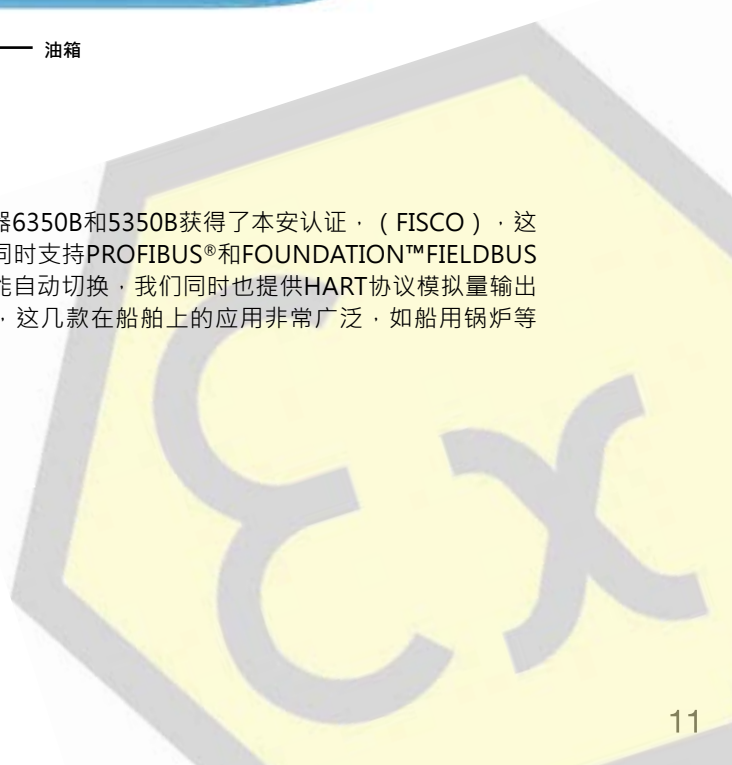 油箱
器6350B和5350B获得了本安认证，（FISCO），这
同时支持PROFIBUS®和FOUNDATION™FIELDBUS
能自动切换，我们同时也提供HART协议模拟量输出
，这几款在船舶上的应用非常广泛，如船用锅炉等
Ex
11